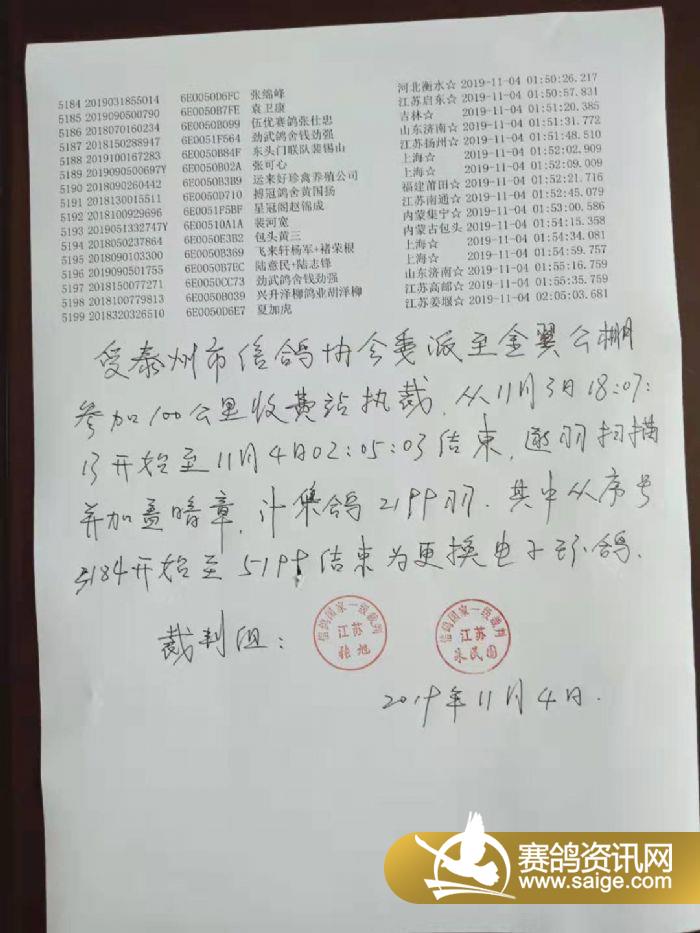 5184 2019031855014 6E0050D6FC 张绵峰 河北衡水☆ 2019-11-04 01:50:26.217
5185 2019090500790 6E0050B7FE 袁卫康 江苏启东☆ 2019-11-04 01:50:57.831
5186 2018070160234 6E0050B099 伍优赛鸽张仕忠 吉林☆ 2019-11-04 01:51:20.385
5187 2018150288947 6E0051F564 劲武鸽舍钱劲强 山东济南☆ 2019-11-04 01:51:31.772
5188 2019100167283 6E0050B84F 东头门联队裴锡山 江苏扬州☆ 2019-11-04 01:51:48.510
5189 2019090500697Y 6E0050B02A 张可心 上海☆ 2019-11-04 01:52:02.909
5190 2018090260442 6E0050B3B9 运来好珍禽养殖公司 上海☆ 2019-11-04 01:52:09.009
5191 2018130015511 6E0050D710 搏冠鸽舍黄国扬 福建莆田☆ 2019-11-04 01:52:21.716
5192 2018100929696 6E0051F5BF 星冠阁赵锦成 江苏南通☆ 2019-11-04 01:52:45.079
5193 2019051332747Y 6E00510A1A 裴河宽 内蒙集宁☆ 2019-11-04 01:53:00.586
5194 2018050237864 6E0050E3B2 包头黄三 内蒙古包头 2019-11-04 01:54:15.358
5195 2018090103300 6E0050B369 飞来轩杨军+褚荣根 上海☆ 2019-11-04 01:54:34.081
5196 2019090501755 6E0050B7EC 陆意民+陆志锋 上海☆ 2019-11-04 01:54:59.757
5197 2018150077271 6E0050CC73 劲武鸽舍钱劲强 山东济南☆ 2019-11-04 01:55:16.759
5198 2018100779813 6E0050B039 兴升泽柳鸽业胡泽柳 江苏高邮☆ 2019-11-04 01:55:35.759
5199 2018320326510 6E0050D6E7 夏加虎 江苏姜堰☆ 2019-11-04 02:05:03.681
受泰州市信鸽协会委派至金翼公棚
参加100公里收费站执裁，从11月3日18:07:
13开始至11月4日02:05:03结束，逐羽扫描
并加盖暗章，计集鸽2199羽．其中从序号
5184开始至5199结束为更换电子环鸽．
裁判组：
信鸽国家一级裁判
江苏
张旭
信鸽国家一级裁判
江苏
朱民国
2019年11月4日．
赛鸽资讯网
www.saige.com